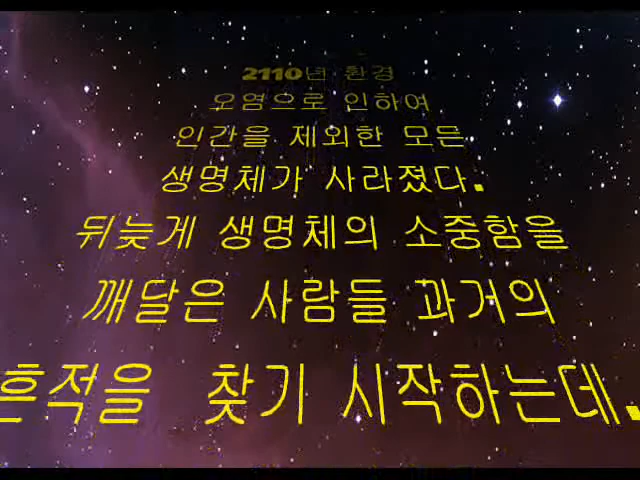 2110년 환경
오염으로 인하여
인간을 제외한 모든
생명체가 사라졌다.
뒤늦게 생명체의 소중함을
깨달은 사람들 과거의
흔적을 찾기 시작하는데.